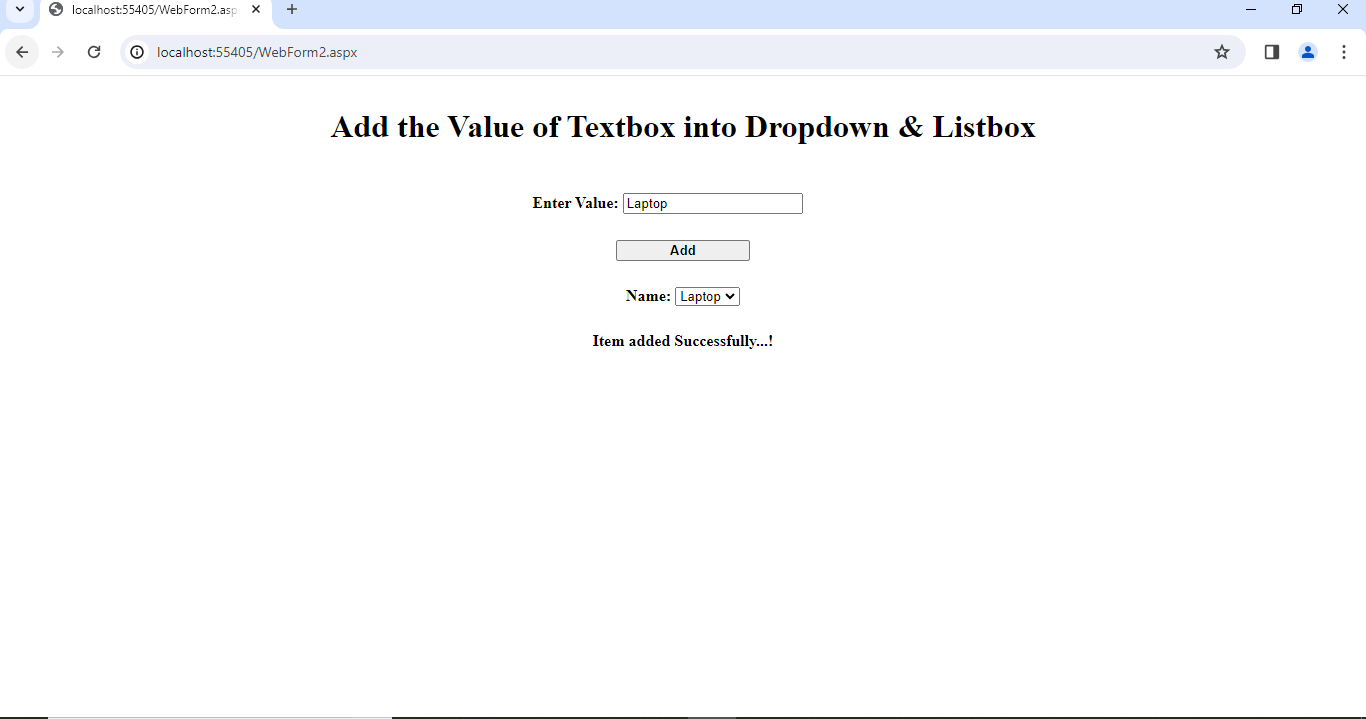 localhost:55405/WebForm2.asp
localhost:55405/WebForm2.aspx
Add the Value of Textbox into Dropdown & Listbox
Enter Value: Laptop
Add
Name: Laptop
Item added Successfully...!